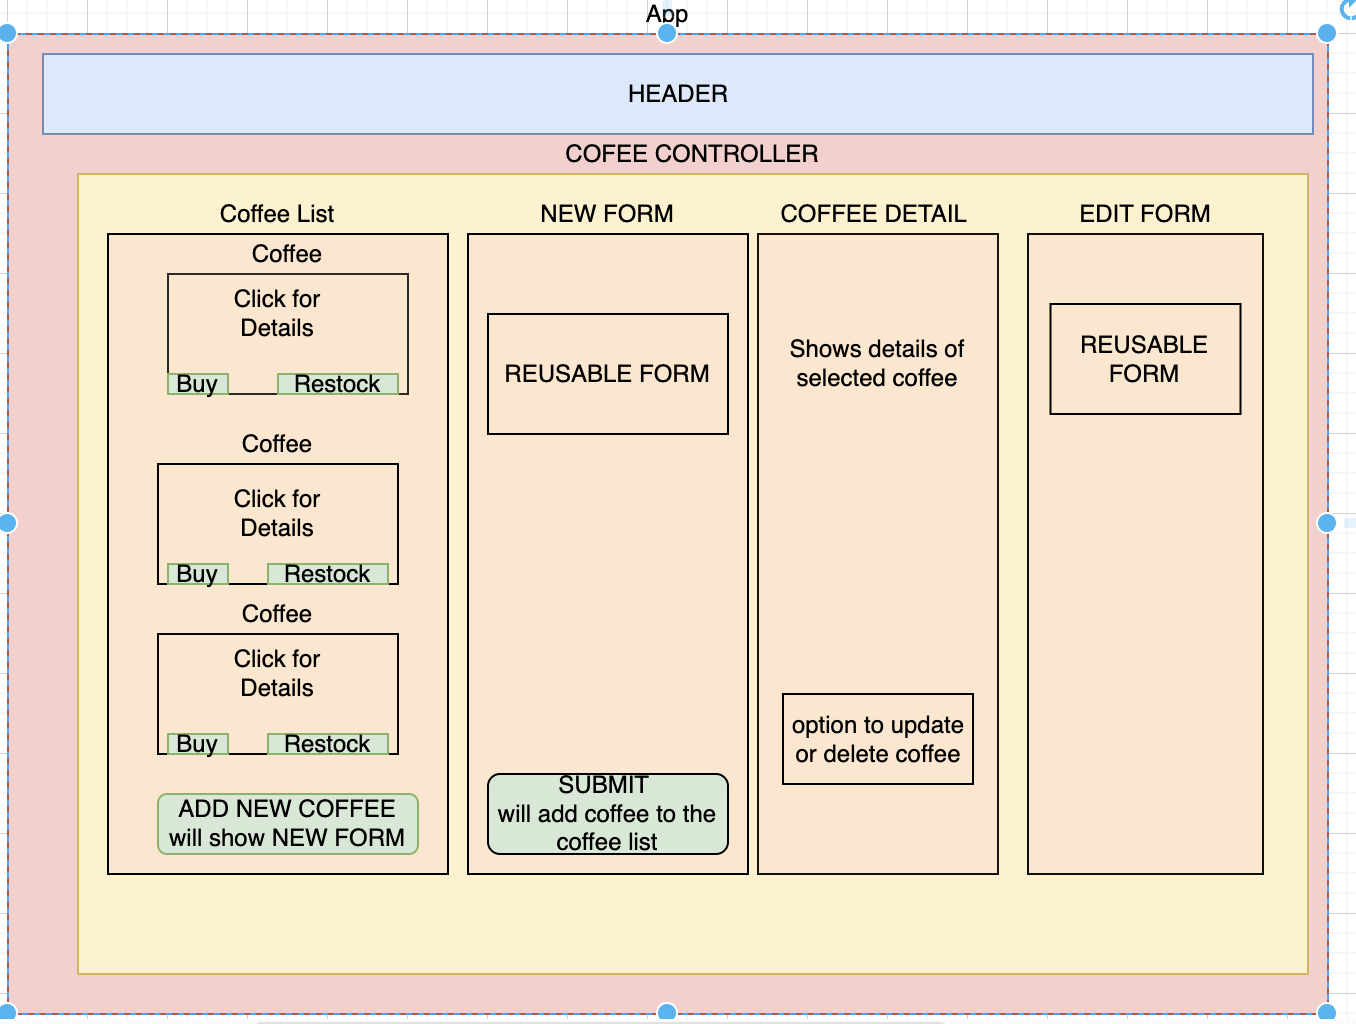 App
HEADER
COFEE CONTROLLER
Coffee List
Coffee
Click for
Details
Buy
Restock
Coffee
Click for
Details
Buy
Restock
Coffee
Click for
Details
Buy
Restock
ADD NEW COFFEE
will show NEW FORM
NEW FORM
REUSABLE FORM
SUBMIT
will add coffee to the
coffee list
COFFEE DETAIL
Shows details of
selected coffee
option to update
or delete coffee
EDIT FORM
REUSABLE
FORM